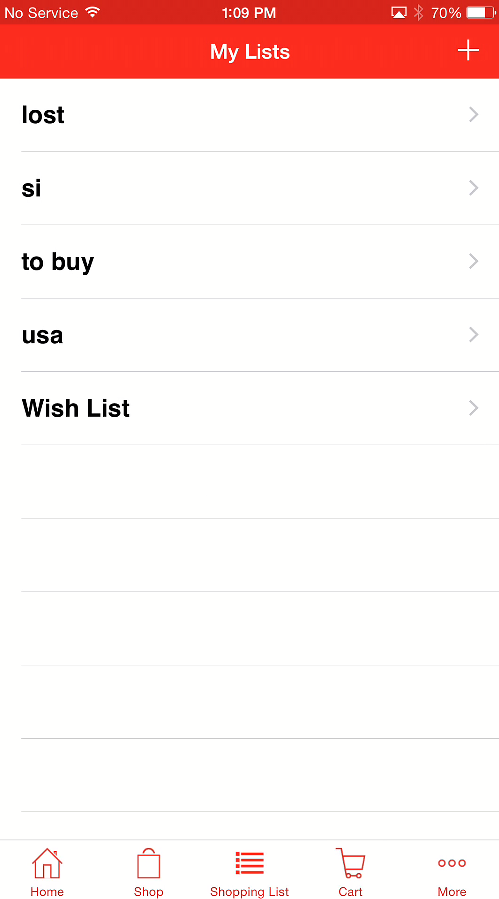 No Service 1:09 PM 70%
My Lists
lost
si
to buy
usa
Wish List
Home Shop Shopping List Cart More